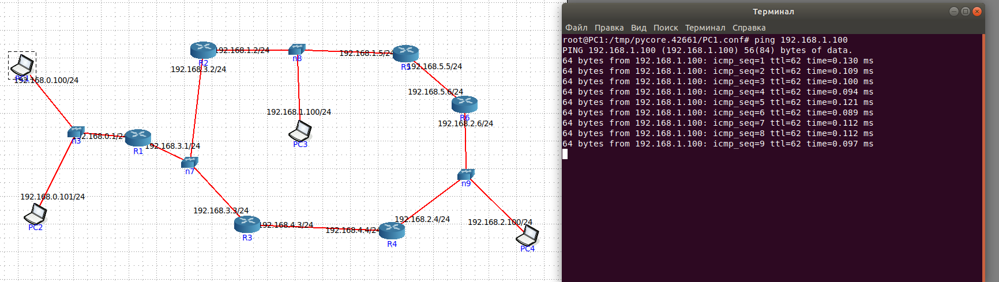 192.168.0.100/24
n3
192.168.0.1/24
R1
192.168.3.1/24
192.168.0.101/24
PC2
R2
192.168.1.2/24
192.168.3.2/24
n8
192.168.1.5/24
R5
192.168.5.5/24
192.168.5.6/24
R6
192.168.2.6/24
192.168.1.100/24
PC3
n7
n9
192.168.3.3/24
R3
192.168.4.3/24
192.168.4.4/24
R4
192.168.2.4/24
192.168.2.100/24
PC4
Терминал
Файл Правка Вид Поиск Терминал Справка
root@PC1:/tmp/pycore.42661/PC1.conf# ping 192.168.1.100
PING 192.168.1.100 (192.168.1.100) 56(84) bytes of data.
64 bytes from 192.168.1.100: icmp_seq=1 ttl=62 time=0.130 ms
64 bytes from 192.168.1.100: icmp_seq=2 ttl=62 time=0.109 ms
64 bytes from 192.168.1.100: icmp_seq=3 ttl=62 time=0.100 ms
64 bytes from 192.168.1.100: icmp_seq=4 ttl=62 time=0.094 ms
64 bytes from 192.168.1.100: icmp_seq=5 ttl=62 time=0.121 ms
64 bytes from 192.168.1.100: icmp_seq=6 ttl=62 time=0.089 ms
64 bytes from 192.168.1.100: icmp_seq=7 ttl=62 time=0.112 ms
64 bytes from 192.168.1.100: icmp_seq=8 ttl=62 time=0.112 ms
64 bytes from 192.168.1.100: icmp_seq=9 ttl=62 time=0.097 ms